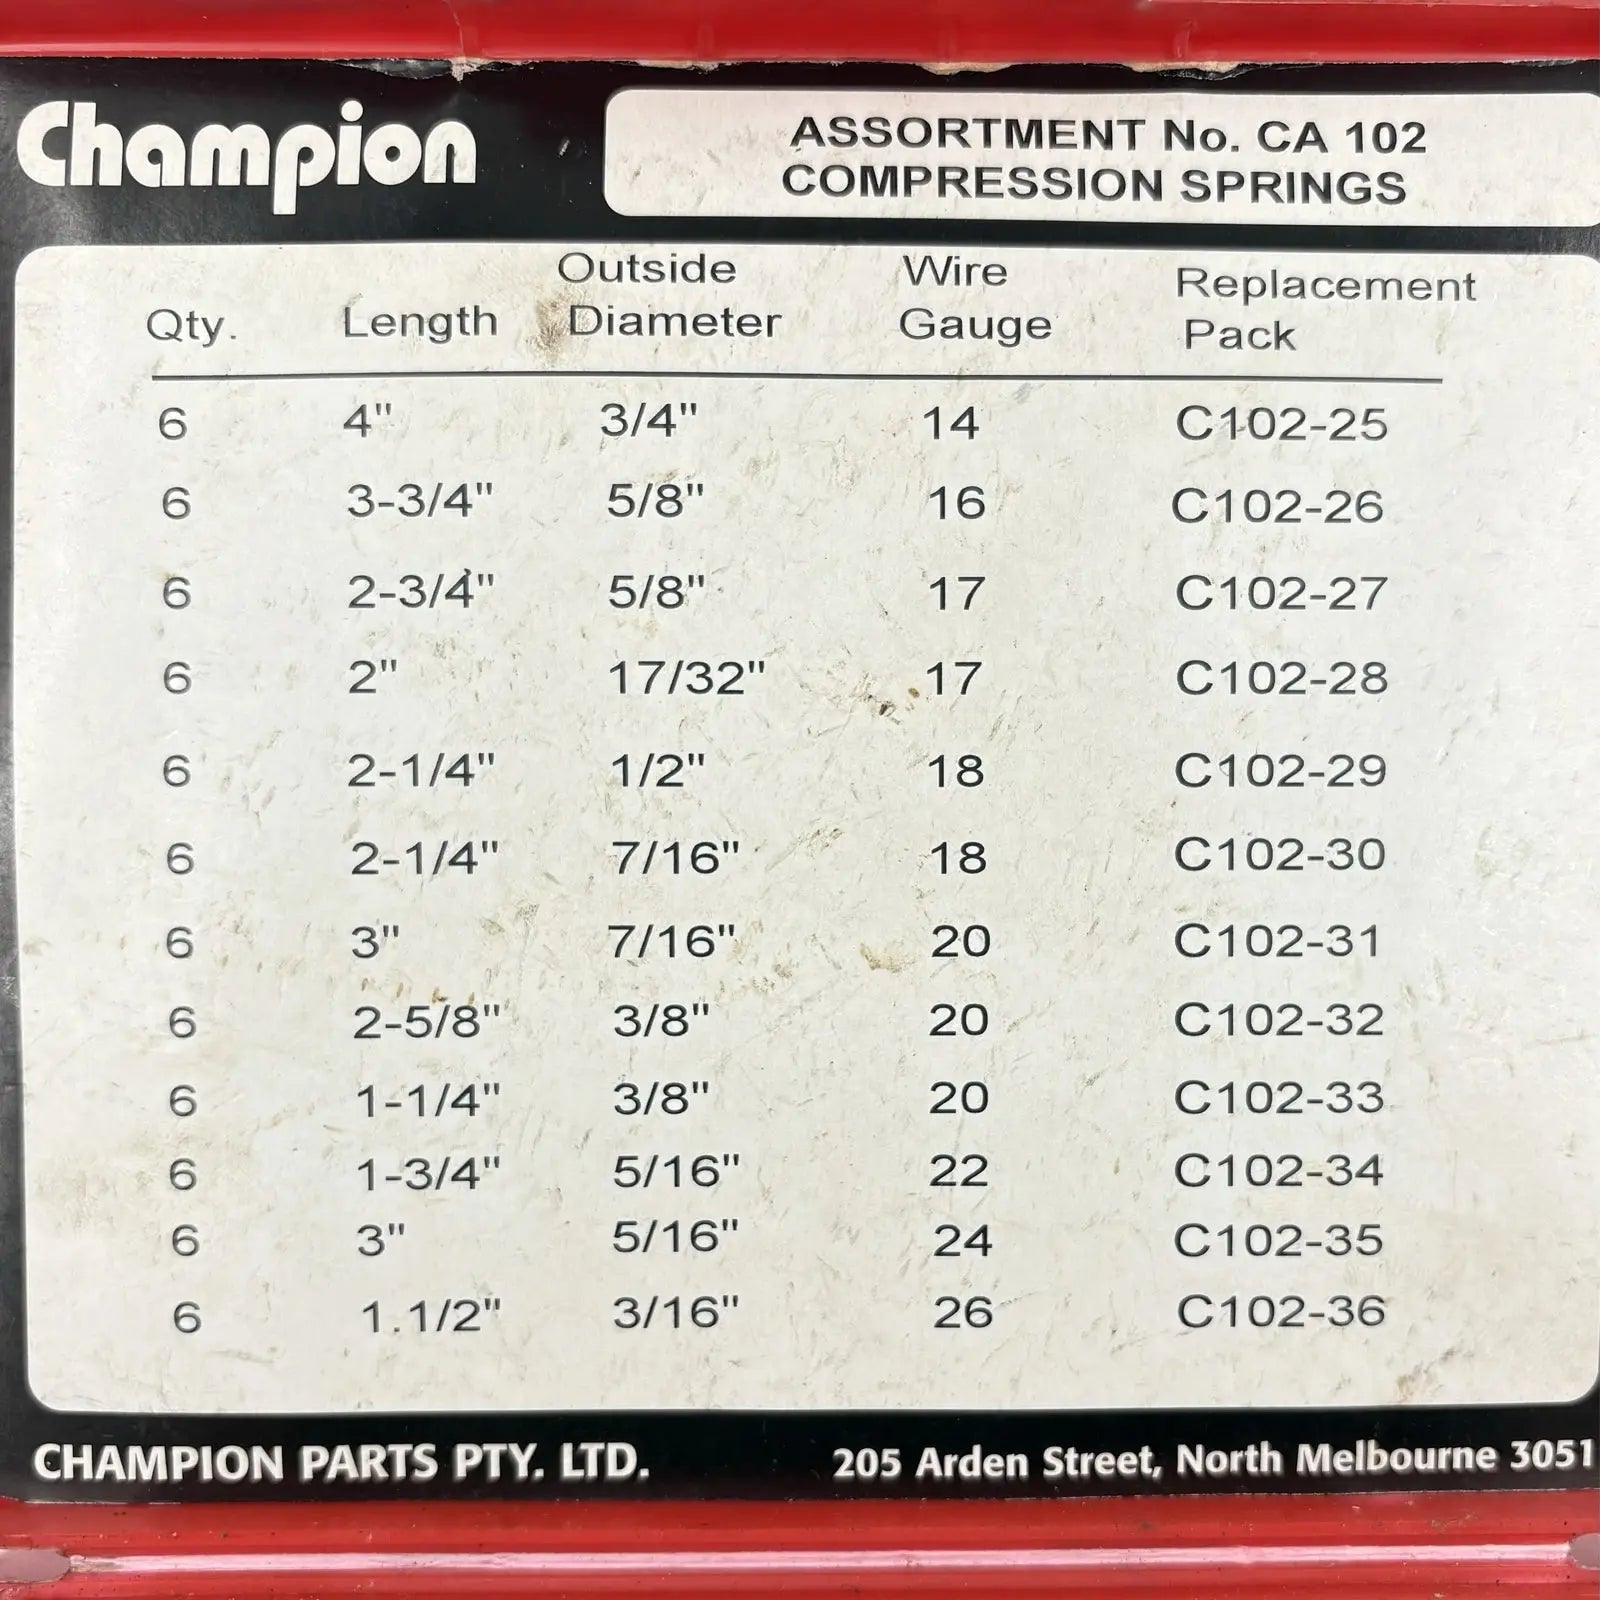 Champion
ASSORTMENT No. CA 102
COMPRESSION SPRINGS
Qty. Length Outside Diameter Wire Gauge Replacement Pack
6 4" 3/4" 14 C102-25
6 3-3/4" 5/8" 16 C102-26
6 2-3/4" 5/8" 17 C102-27
6 2" 17/32" 17 C102-28
6 2-1/4" 1/2" 18 C102-29
6 2-1/4" 7/16" 18 C102-30
6 3" 7/16" 20 C102-31
6 2-5/8" 3/8" 20 C102-32
6 1-1/4" 3/8" 20 C102-33
6 1-3/4" 5/16" 22 C102-34
6 3" 5/16" 24 C102-35
6 1.1/2" 3/16" 26 C102-36
CHAMPION PARTS PTY. LTD. 205 Arden Street, North Melbourne 3051